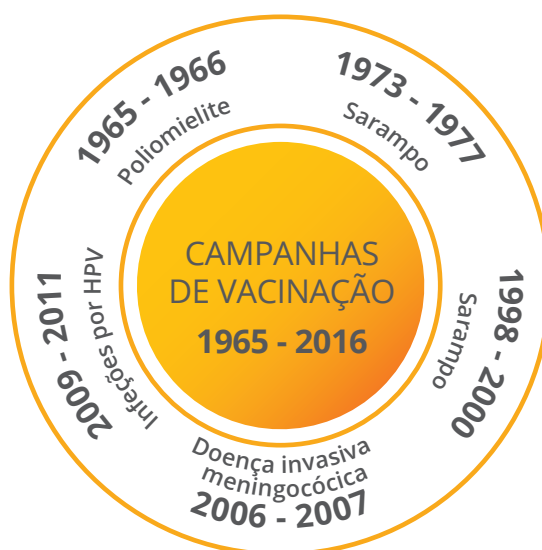 CAMPANHAS
DE VACINAÇÃO
1965 - 2016
1965 - 1966
Poliomielite
1973 - 1977
Sarampo
1998 - 2000
Sarampo
Doença invasiva
meningocócica
2006 - 2007
2009 - 2011
Infeções por HPV